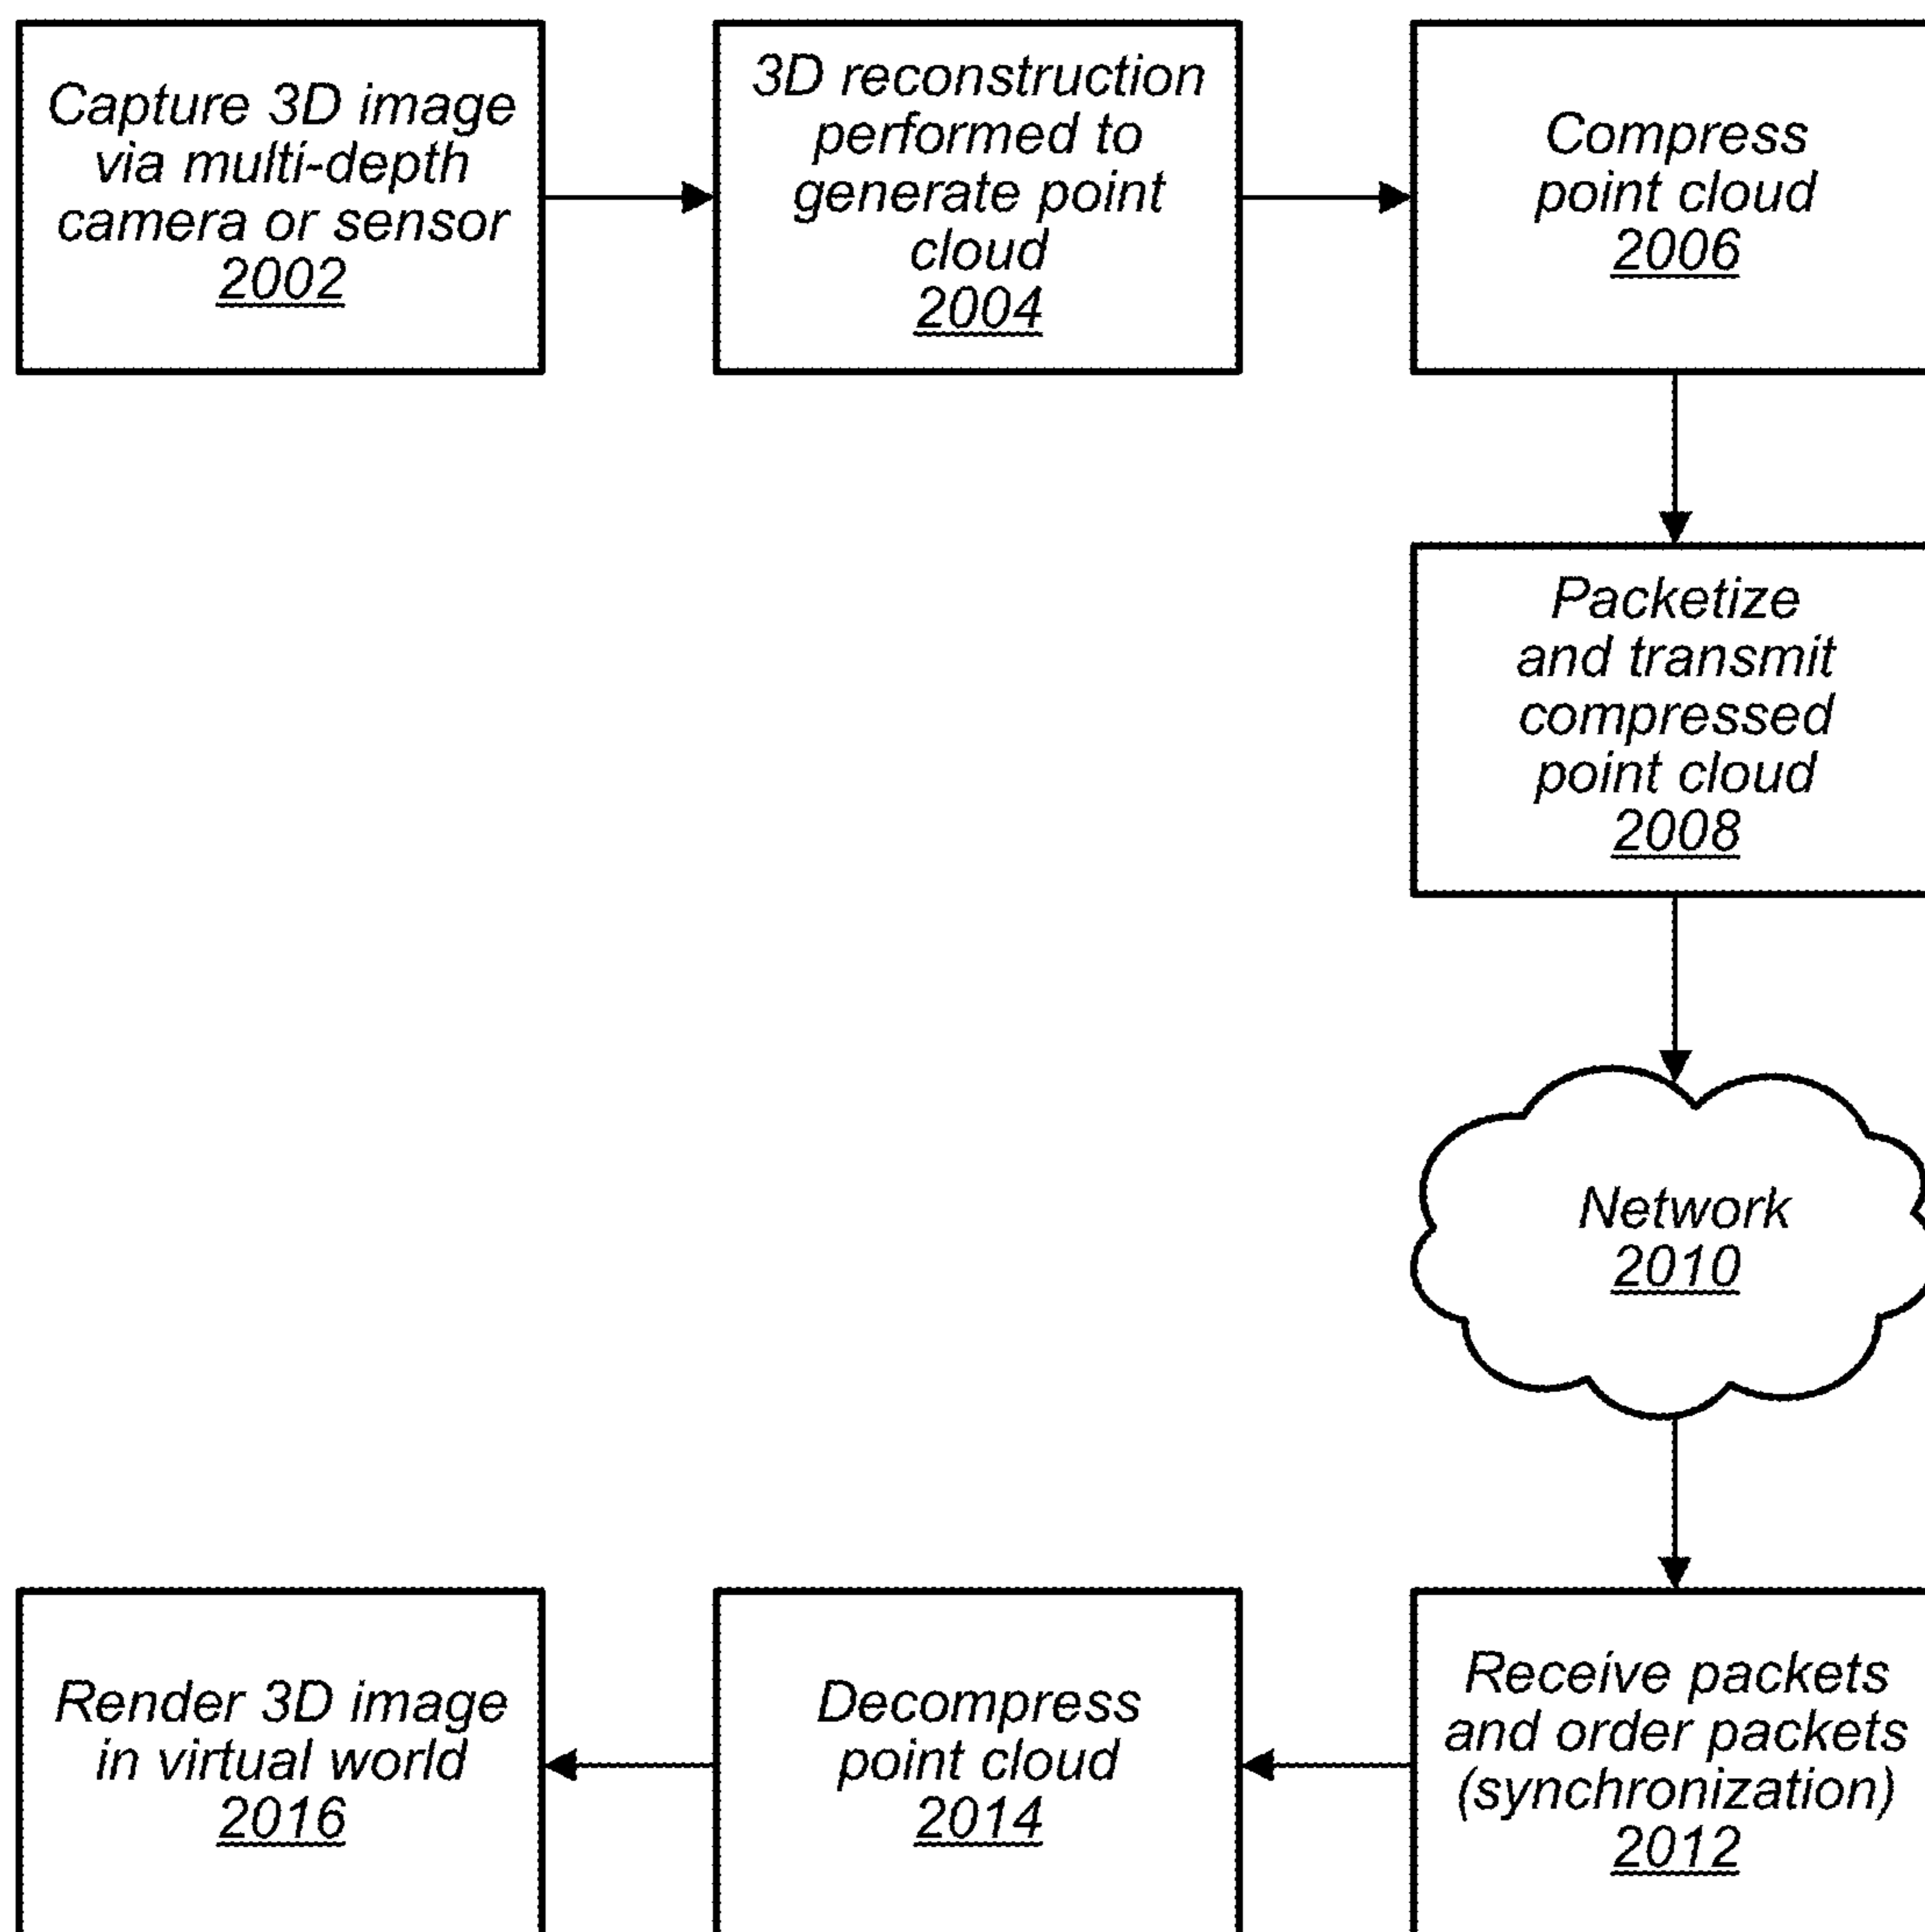 Capture 3D image
via multi-depth
camera or sensor
2002
3D reconstruction
performed to
generate point
cloud
2004
Compress
point cloud
2006
Packetize
and transmit
compressed
point cloud
2008
Network
2010
Receive packets
and order packets
(synchronization)
2012
Decompress
point cloud
2014
Render 3D image
in virtual world
2016